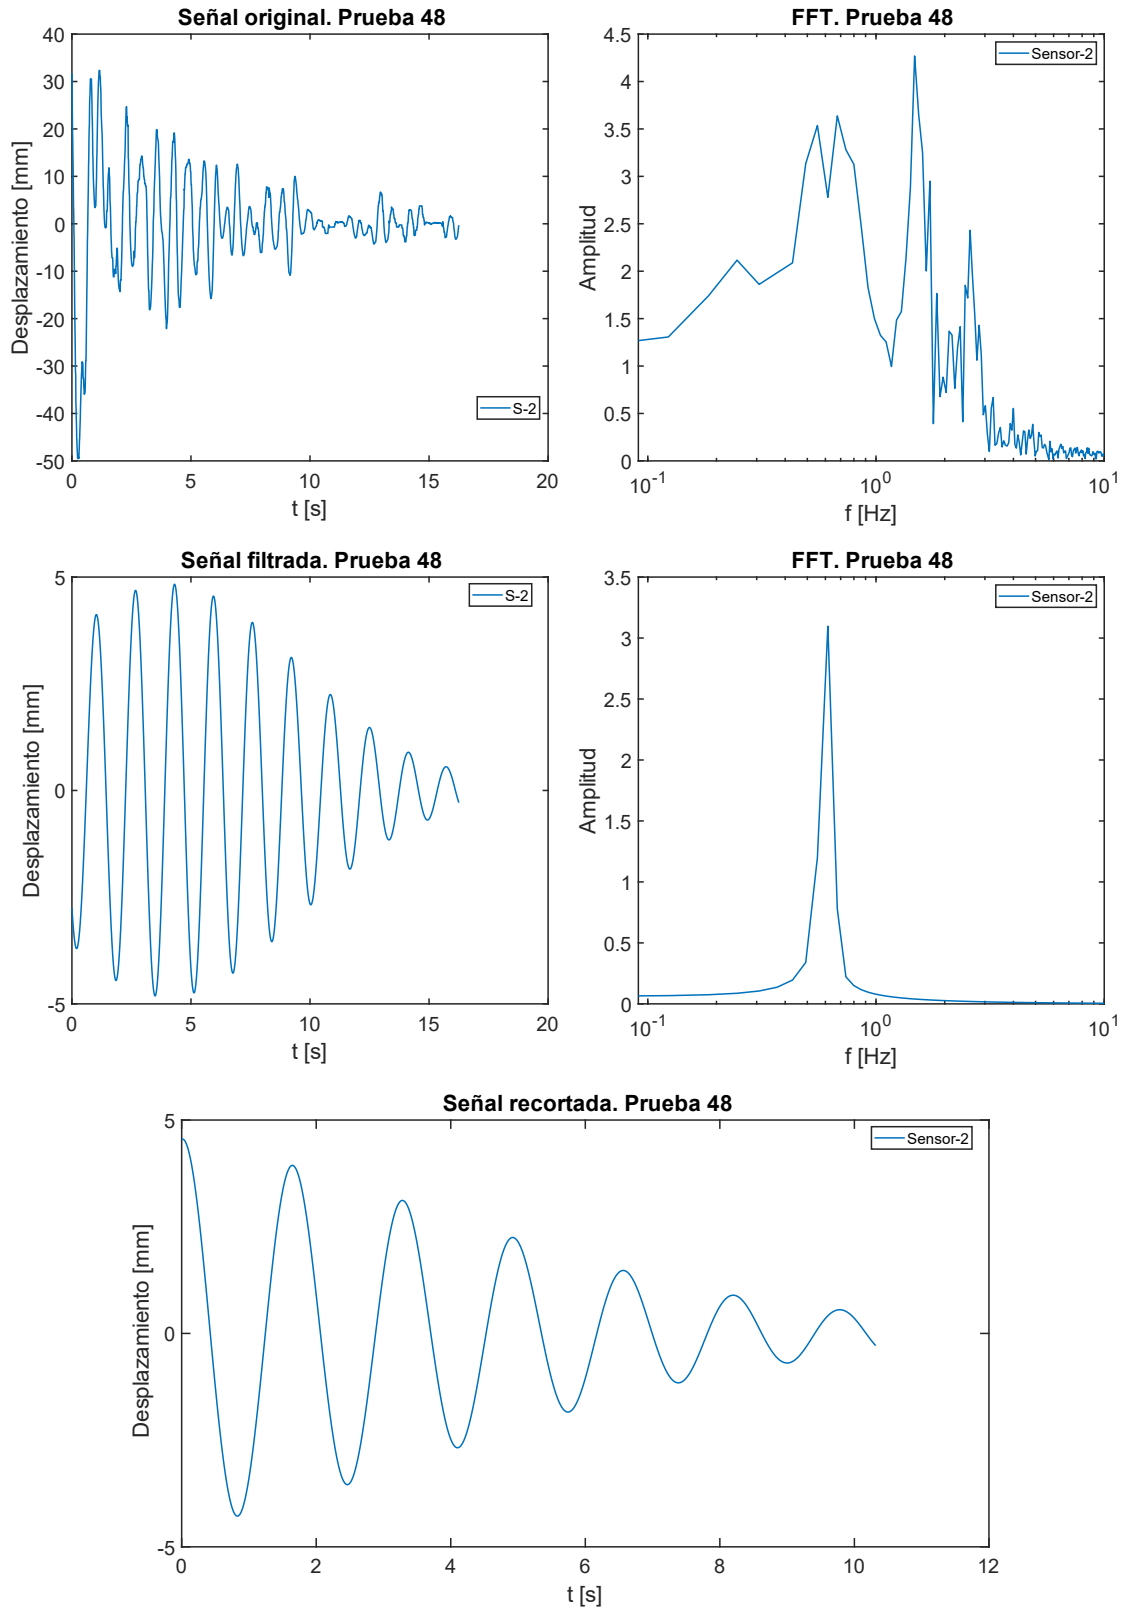 Señal original. Prueba 48
Desplazamiento [mm]
40
30
20
10
0
-10
-20
-30
-40
-50
S-2
0 5 10 15 20
t [s]
FFT. Prueba 48
Amplitud
4.5
4
3.5
3
2.5
2
1.5
1
0.5
0
Sensor-2
10-1 100 101
f [Hz]
Señal filtrada. Prueba 48
Desplazamiento [mm]
5
0
-5
S-2
0 5 10 15 20
t [s]
FFT. Prueba 48
Amplitud
3.5
3
2.5
2
1.5
1
0.5
0
Sensor-2
10-1 100 101
f [Hz]
Señal recortada. Prueba 48
Desplazamiento [mm]
5
0
-5
Sensor-2
0 2 4 6 8 10 12
t [s]